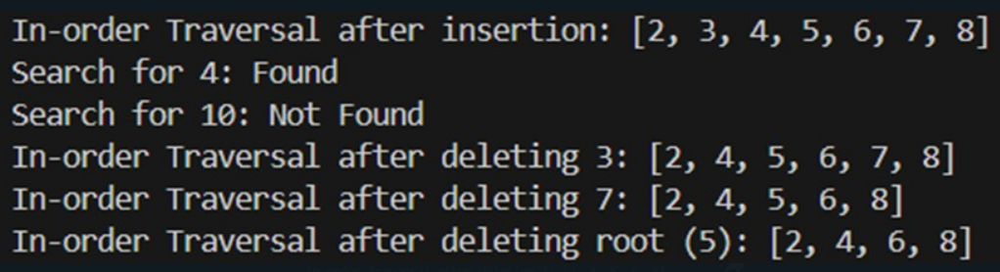 In-order Traversal after insertion: [2, 3, 4, 5, 6, 7, 8]
Search for 4: Found
Search for 10: Not Found
In-order Traversal after deleting 3: [2, 4, 5, 6, 7, 8]
In-order Traversal after deleting 7: [2, 4, 5, 6, 8]
In-order Traversal after deleting root (5): [2, 4, 6, 8]